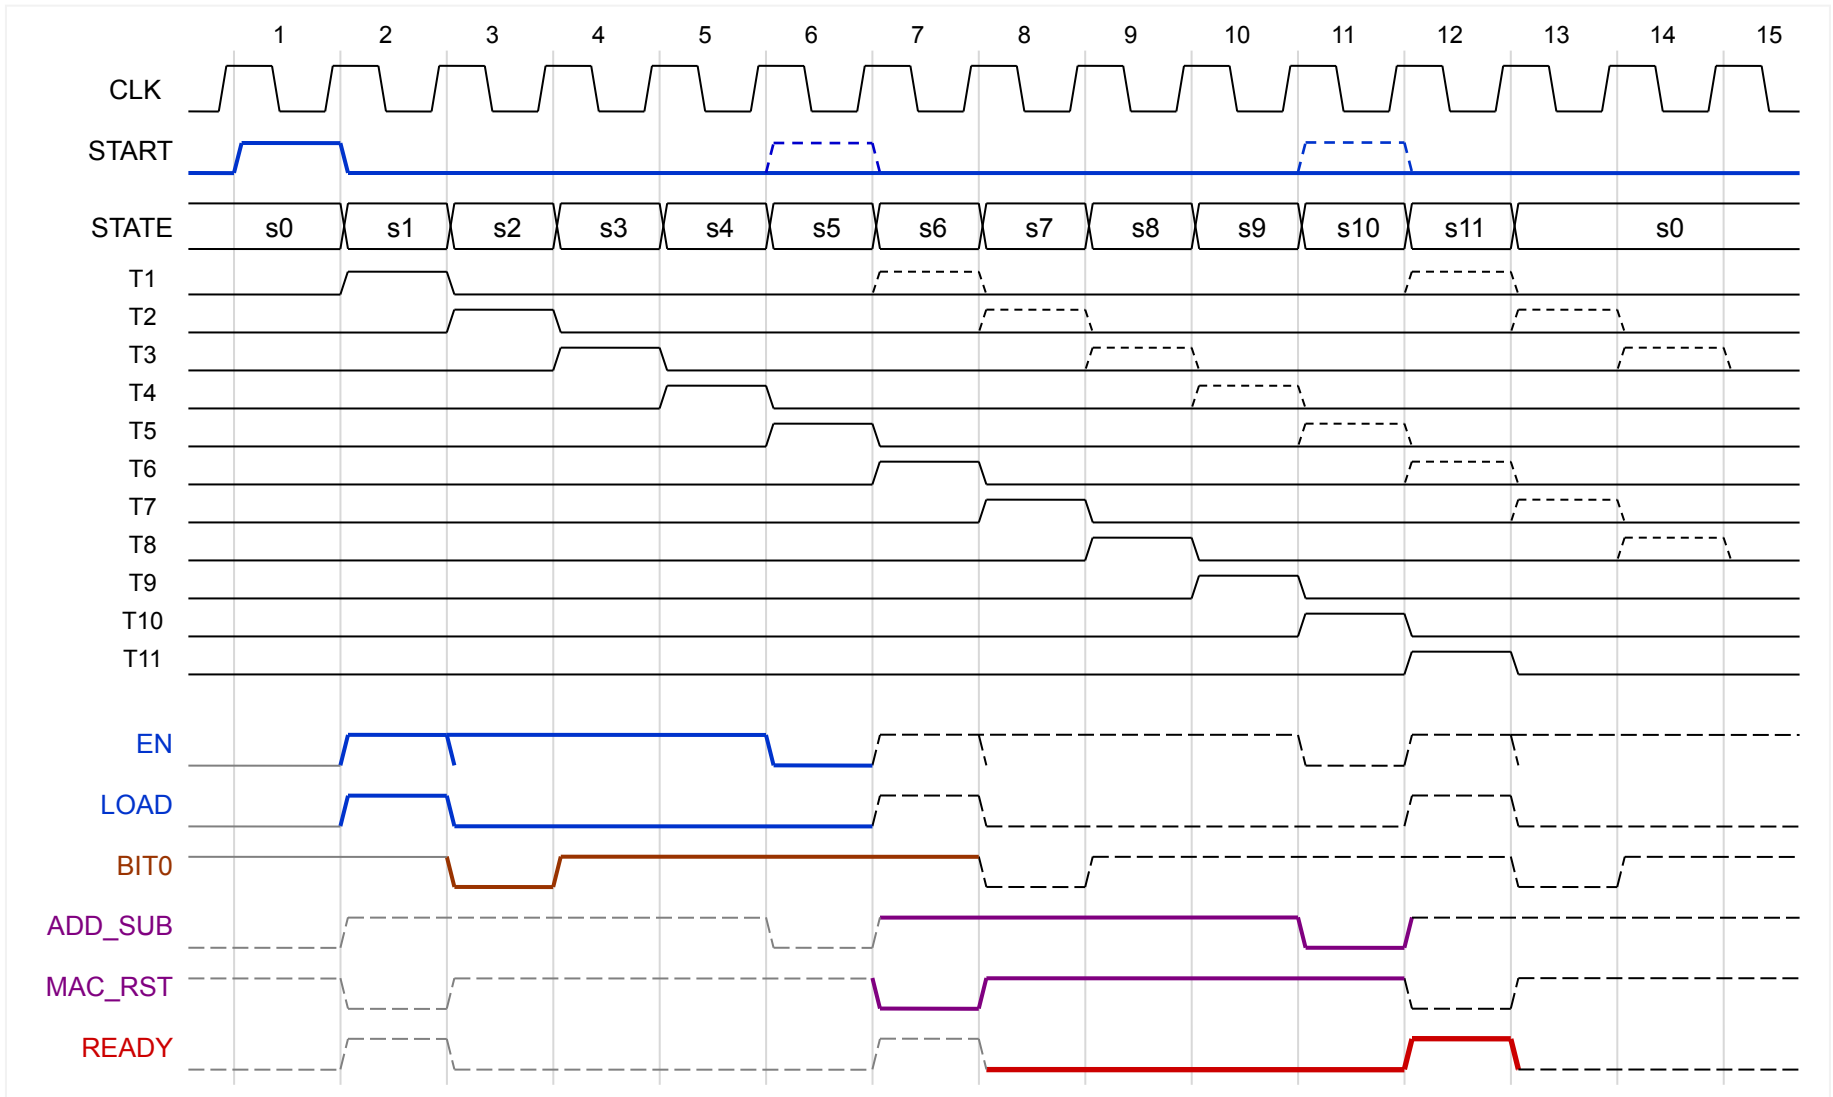 1 2 3 4 5 6 7 8 9 10 11 12 13 14 15
CLK
START
STATE s0 s1 s2 s3 s4 s5 s6 s7 s8 s9 s10 s11 s0
T1
T2
T3
T4
T5
T6
T7
T8
T9
T10
T11
EN
LOAD
BIT0
ADD_SUB
MAC_RST
READY